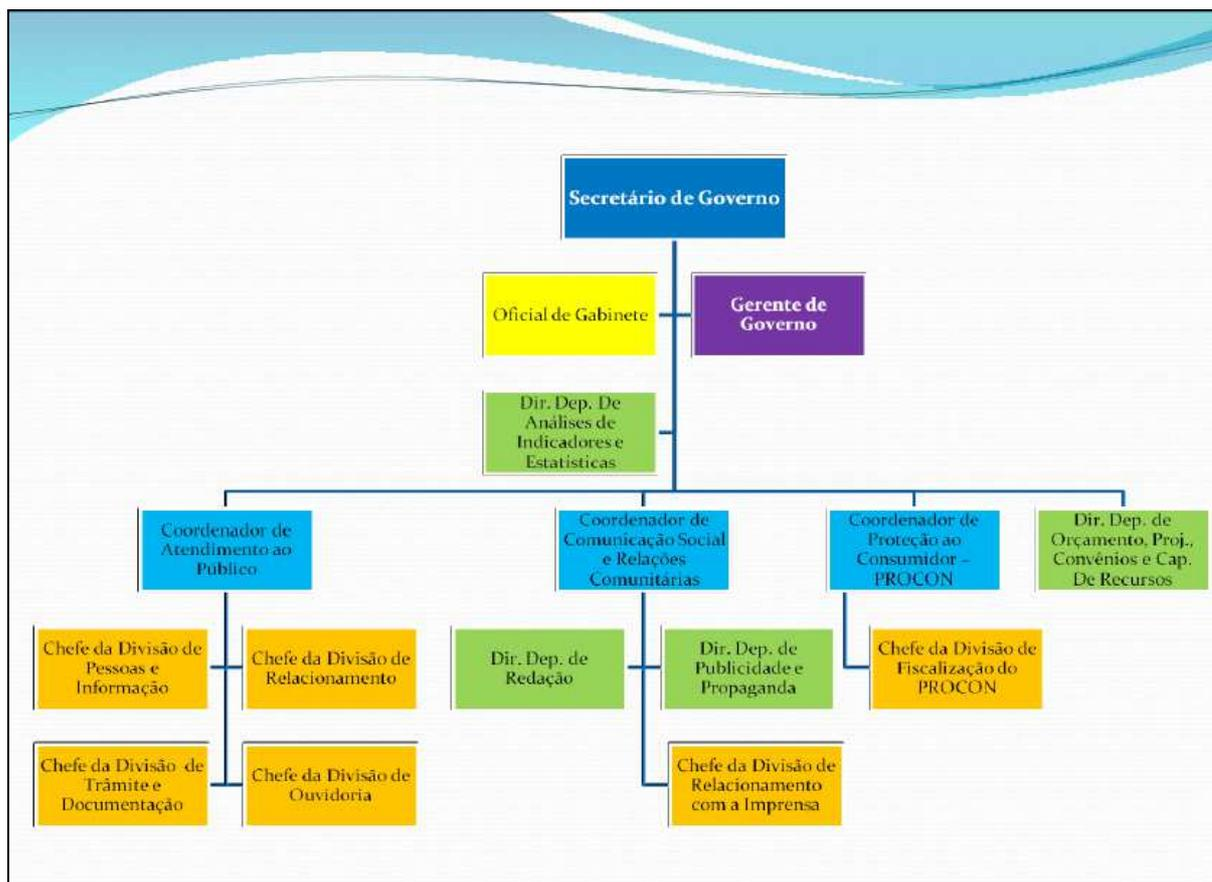 Secretário de Governo
Oficial de Gabinete
Gerente de
Governo
Dir. Dep. De
Análises de
Indicadores e
Estatísticas
Coordenador de
Atendimento ao
Público
Coordenador de
Comunicação Social
e Relações
Comunitárias
Coordenador de
Proteção ao
Consumidor –
PROCON
Dir. Dep. de
Orçamento, Proj.,
Convênios e Cap.
De Recursos
Chefe da Divisão de
Pessoas e
Informação
Chefe da Divisão de
Relacionamento
Dir. Dep. de
Redação
Dir. Dep. de
Publicidade e
Propaganda
Chefe da Divisão de
Fiscalização do
PROCON
Chefe da Divisão de
Trâmite e
Documentação
Chefe da Divisão de
Ouvidoria
Chefe da Divisão de
Relacionamento
com a Imprensa